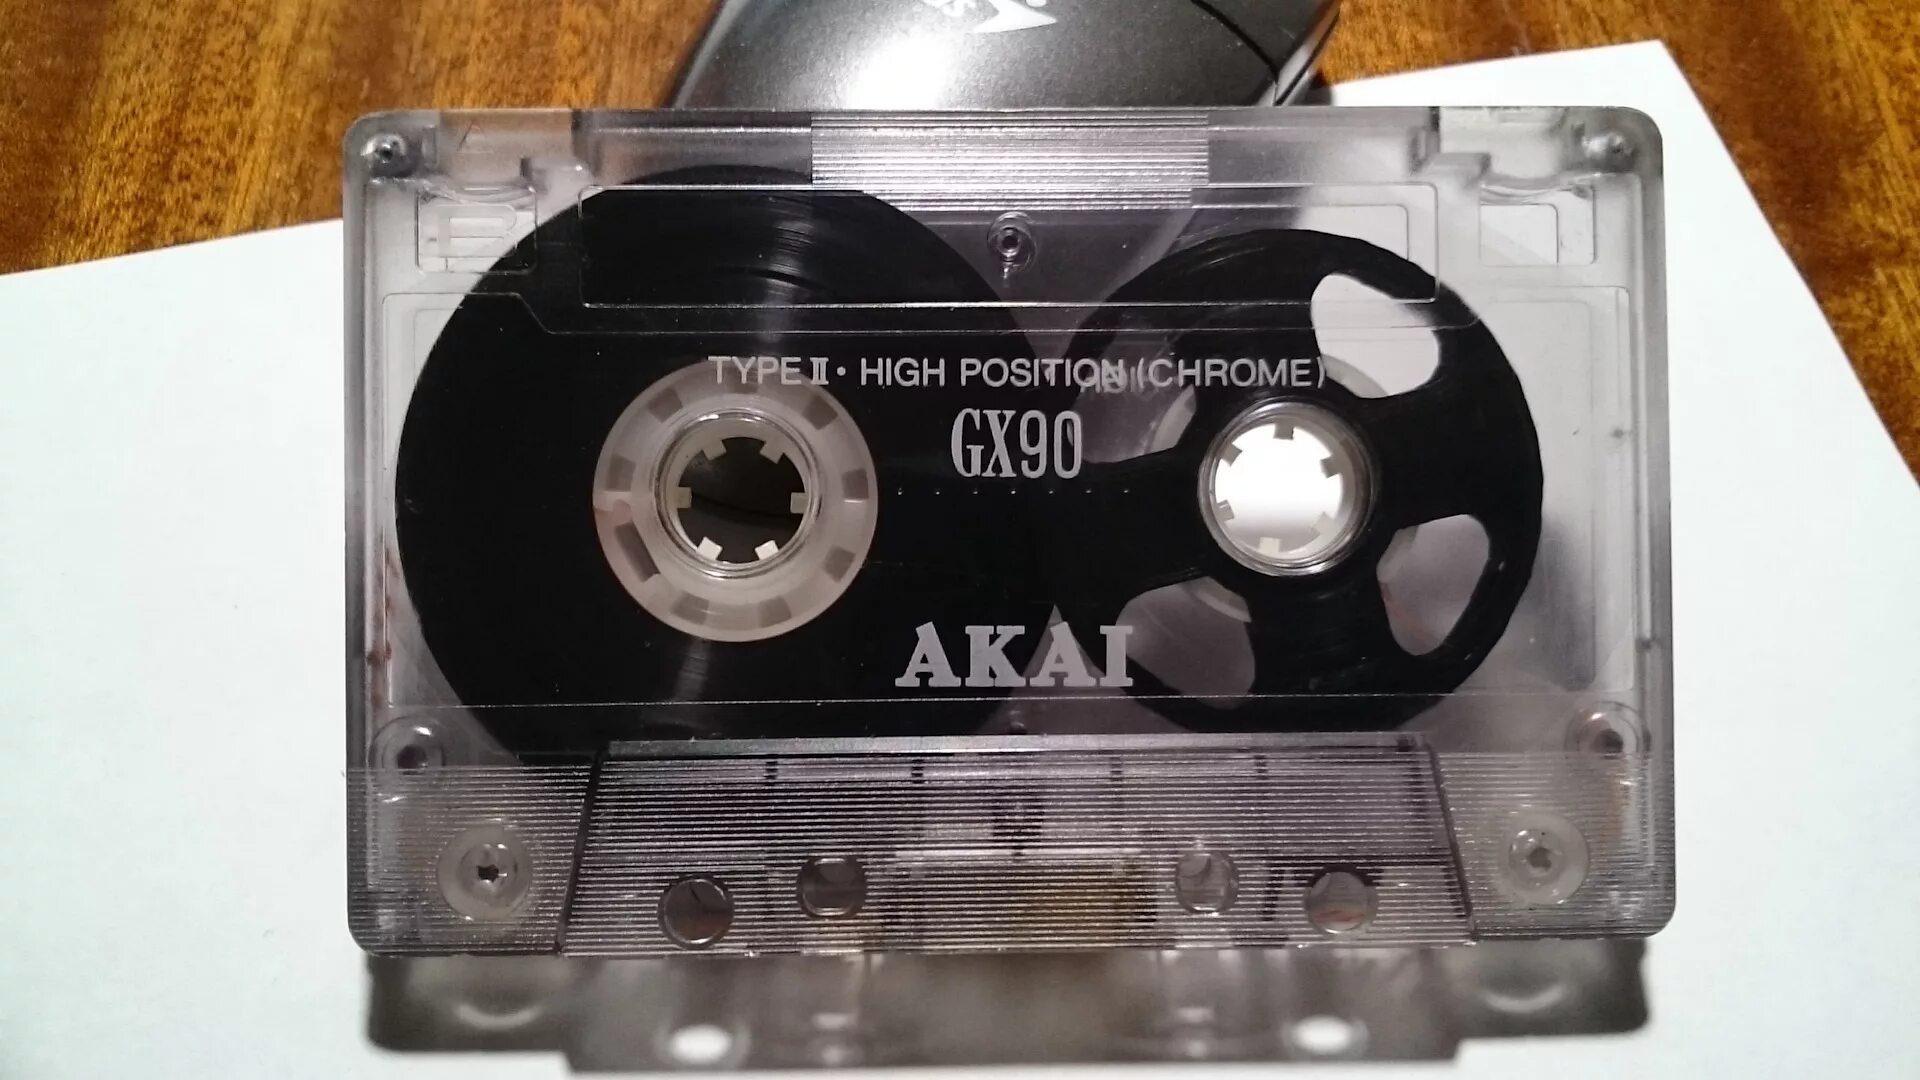 A
B
TYPE II • HIGH POSITION (CHROME)
GX90
AKAI